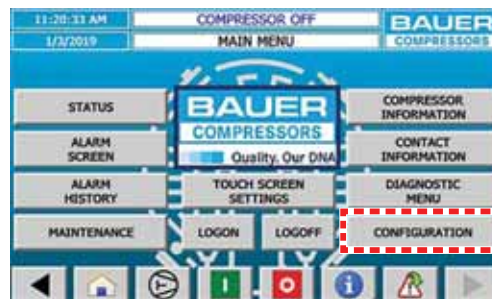 11:20:33 AM
COMPRESSOR OFF
BAUER
COMPRESSORS
1/3/2019
MAIN MENU
STATUS
BAUER
COMPRESSORS
Quality. Our DNA
COMPRESSOR
INFORMATION
ALARM
SCREEN
CONTACT
INFORMATION
ALARM
HISTORY
TOUCH SCREEN
SETTINGS
DIAGNOSTIC
MENU
MAINTENANCE
LOGON
LOGOFF
CONFIGURATION